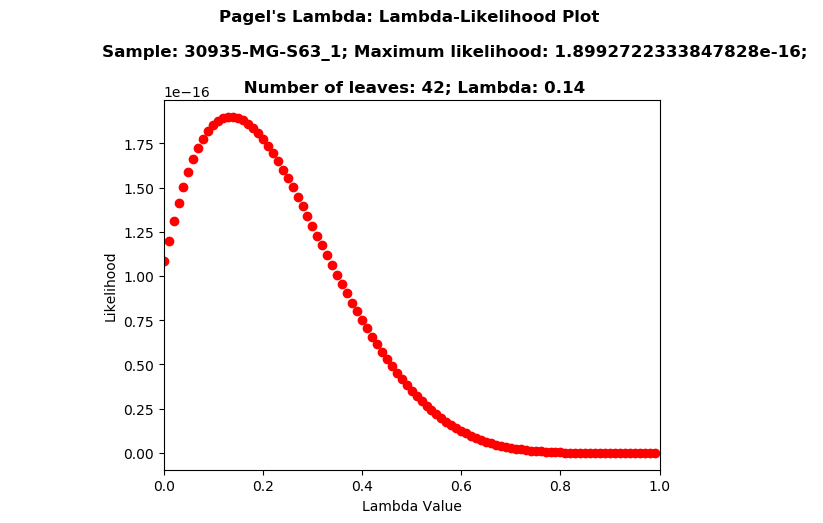 Pagel's Lambda: Lambda-Likelihood Plot
Sample: 30935-MG-S63_1; Maximum likelihood: 1.8992722333847828e-16;
Number of leaves: 42; Lambda: 0.14
1e−16
1.75
1.50
1.25
1.00
0.75
0.50
0.25
0.00
Likelihood
0.0 0.2 0.4 0.6 0.8 1.0
Lambda Value